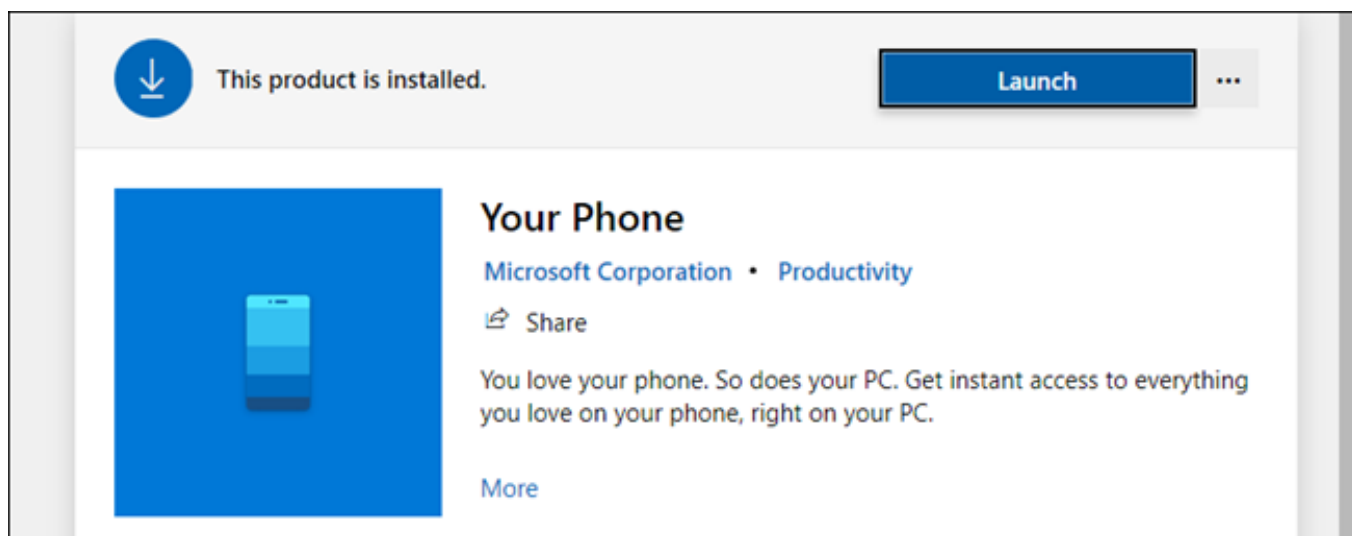 This product is installed.
Launch
...
Your Phone
Microsoft Corporation • Productivity
Share
You love your phone. So does your PC. Get instant access to everything
you love on your phone, right on your PC.
More